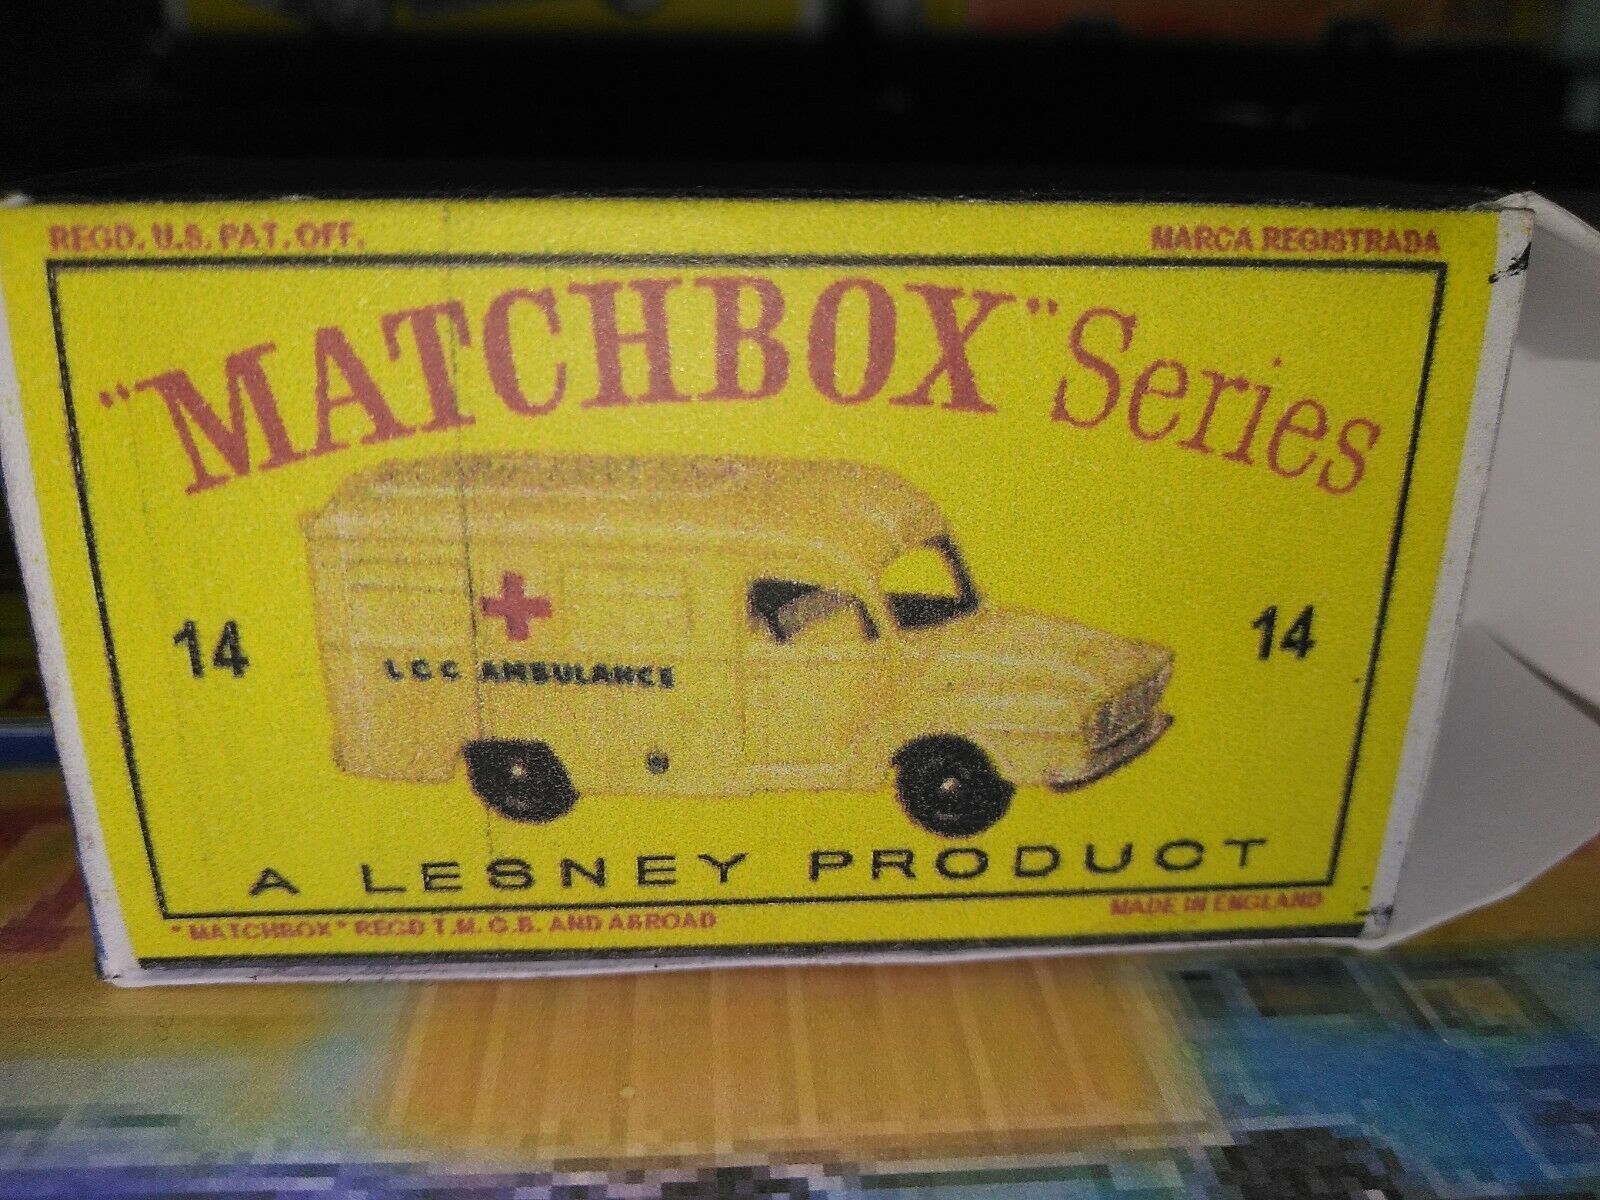 REGD. U.S. PAT. OFF.
MARCA REGISTRADA
"MATCHBOX" Series
14
14
LCC AMBULANCE
A LESNEY PRODUCT
"MATCHBOX" REGD T.M. G.B. AND ABROAD
MADE IN ENGLAND